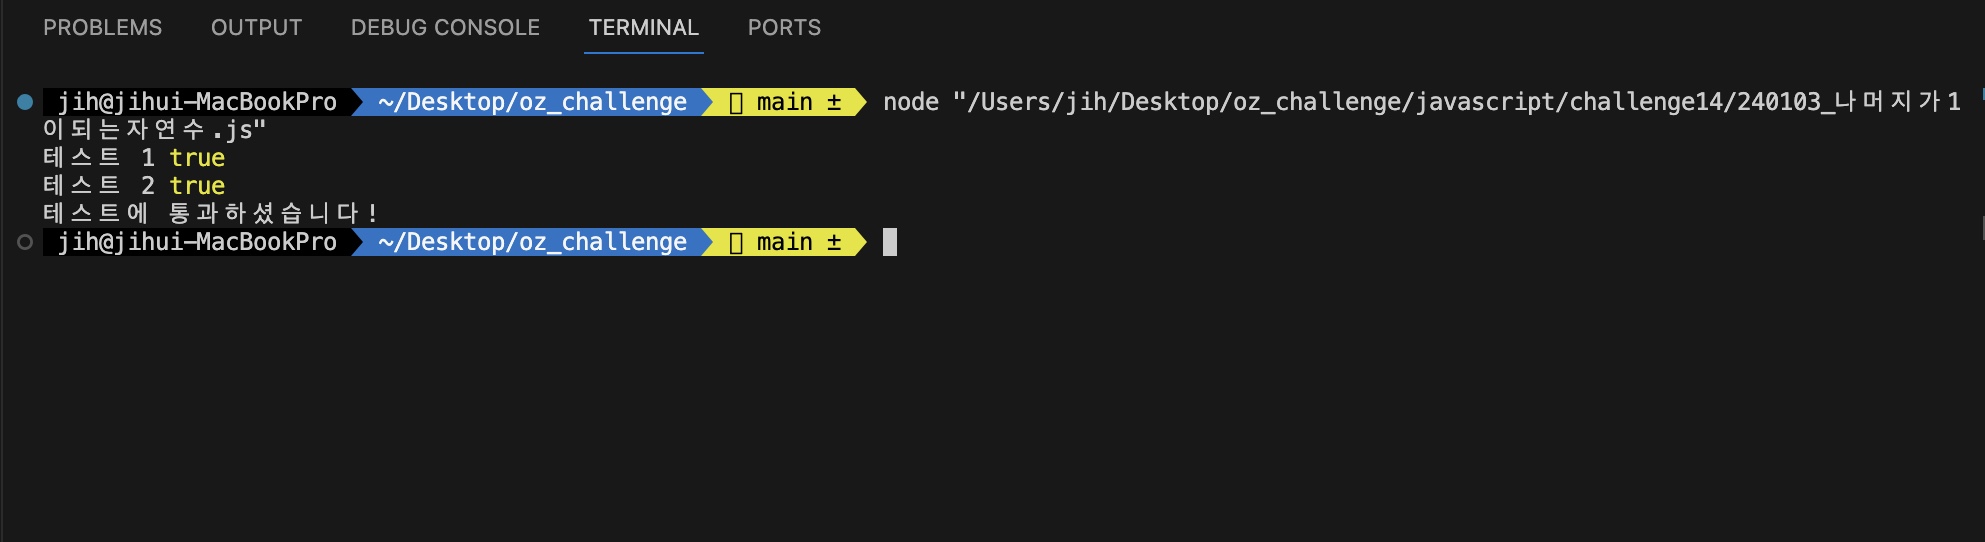 PROBLEMS OUTPUT DEBUG CONSOLE TERMINAL PORTS
jih@jihui-MacBookPro ~/Desktop/oz_challenge main ± node "/Users/jih/Desktop/oz_challenge/javascript/challenge14/240103_나머지가1
이되는자연수.js"
테스트 1 true
테스트 2 true
테스트에 통과하셨습니다!
jih@jihui-MacBookPro ~/Desktop/oz_challenge main ±